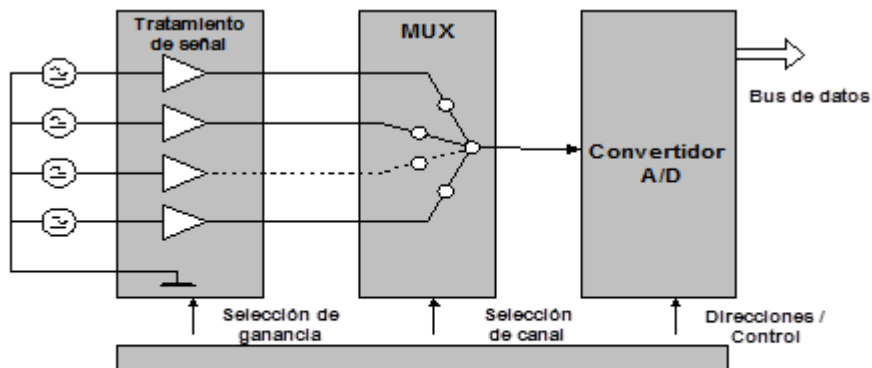 Tratamiento
de señal
MUX
Bus de datos
Convertidor
A/D
Selección de
ganancia
Selección
de canal
Direcciones /
Control